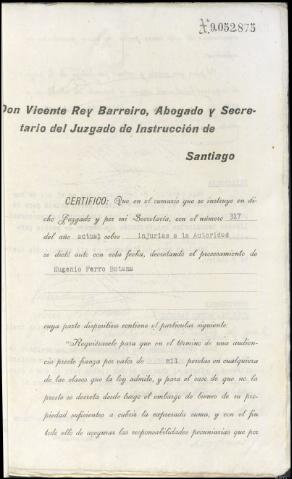 9.052875
Don Vicente Rey Barreiro, Abogado y Secre-
tario del Juzgado de Instrucción de
Santiago
CERTIFICO: Que en el sumario que se instruye en di-
cho Juzgado y por mi Secretaría, con el número 317
del año actual sobre injurias a la Autoridad
se dictó auto con esta fecha, decretando el procesamiento de
Eugenio Ferro Botana
cuya parte dispositiva contiene el particular siguiente:
"Requiérasele para que en el término de una audien-
cia preste fianza por valor de mil pesetas en cualquiera
de las clases que la ley admite, y para el caso de que no la
preste se decreta desde luego el embargo de bienes de su pro-
piedad suficientes a cubrir la expresada suma, y con el fin
todo ello de asegurar las responsabilidades pecuniarias que por